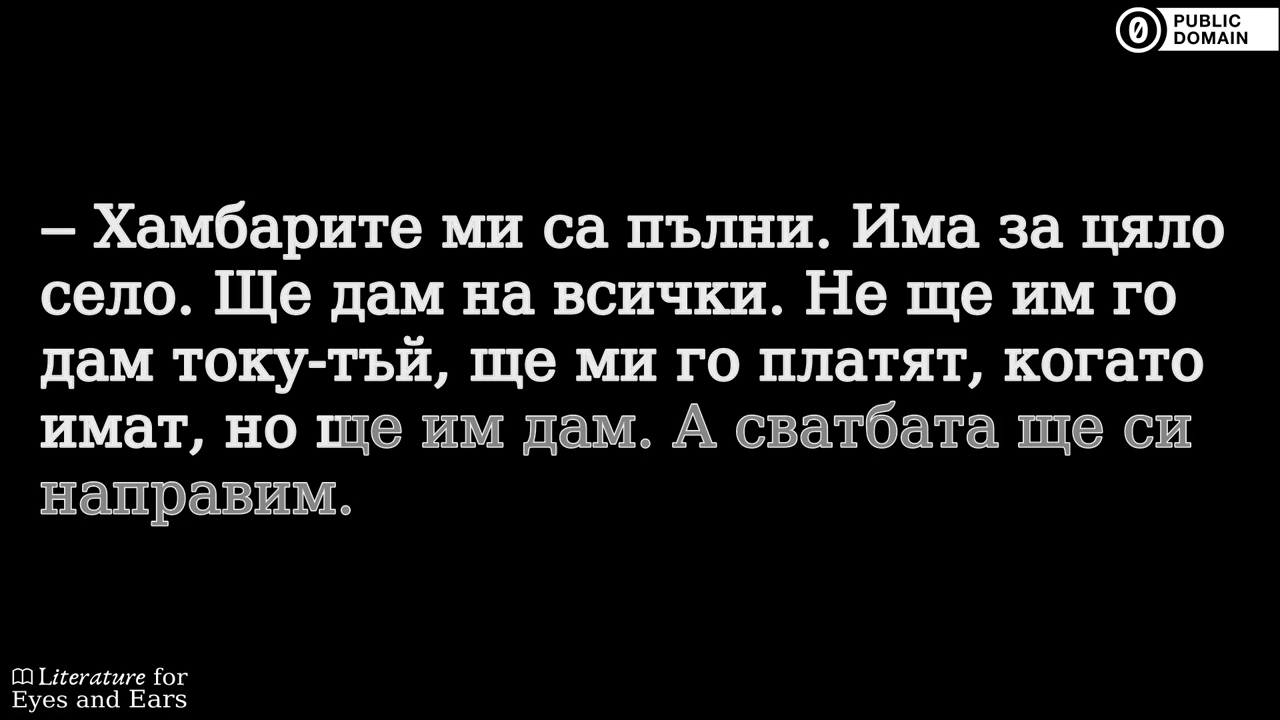 PUBLIC
DOMAIN
– Хамбарите ми са пълни. Има за цяло
село. Ще дам на всички. Не ще им го
дам току-тъй, ще ми го платят, когато
имат, но ще им дам. А сватбата ще си
направим.
Literature for
Eyes and Ears